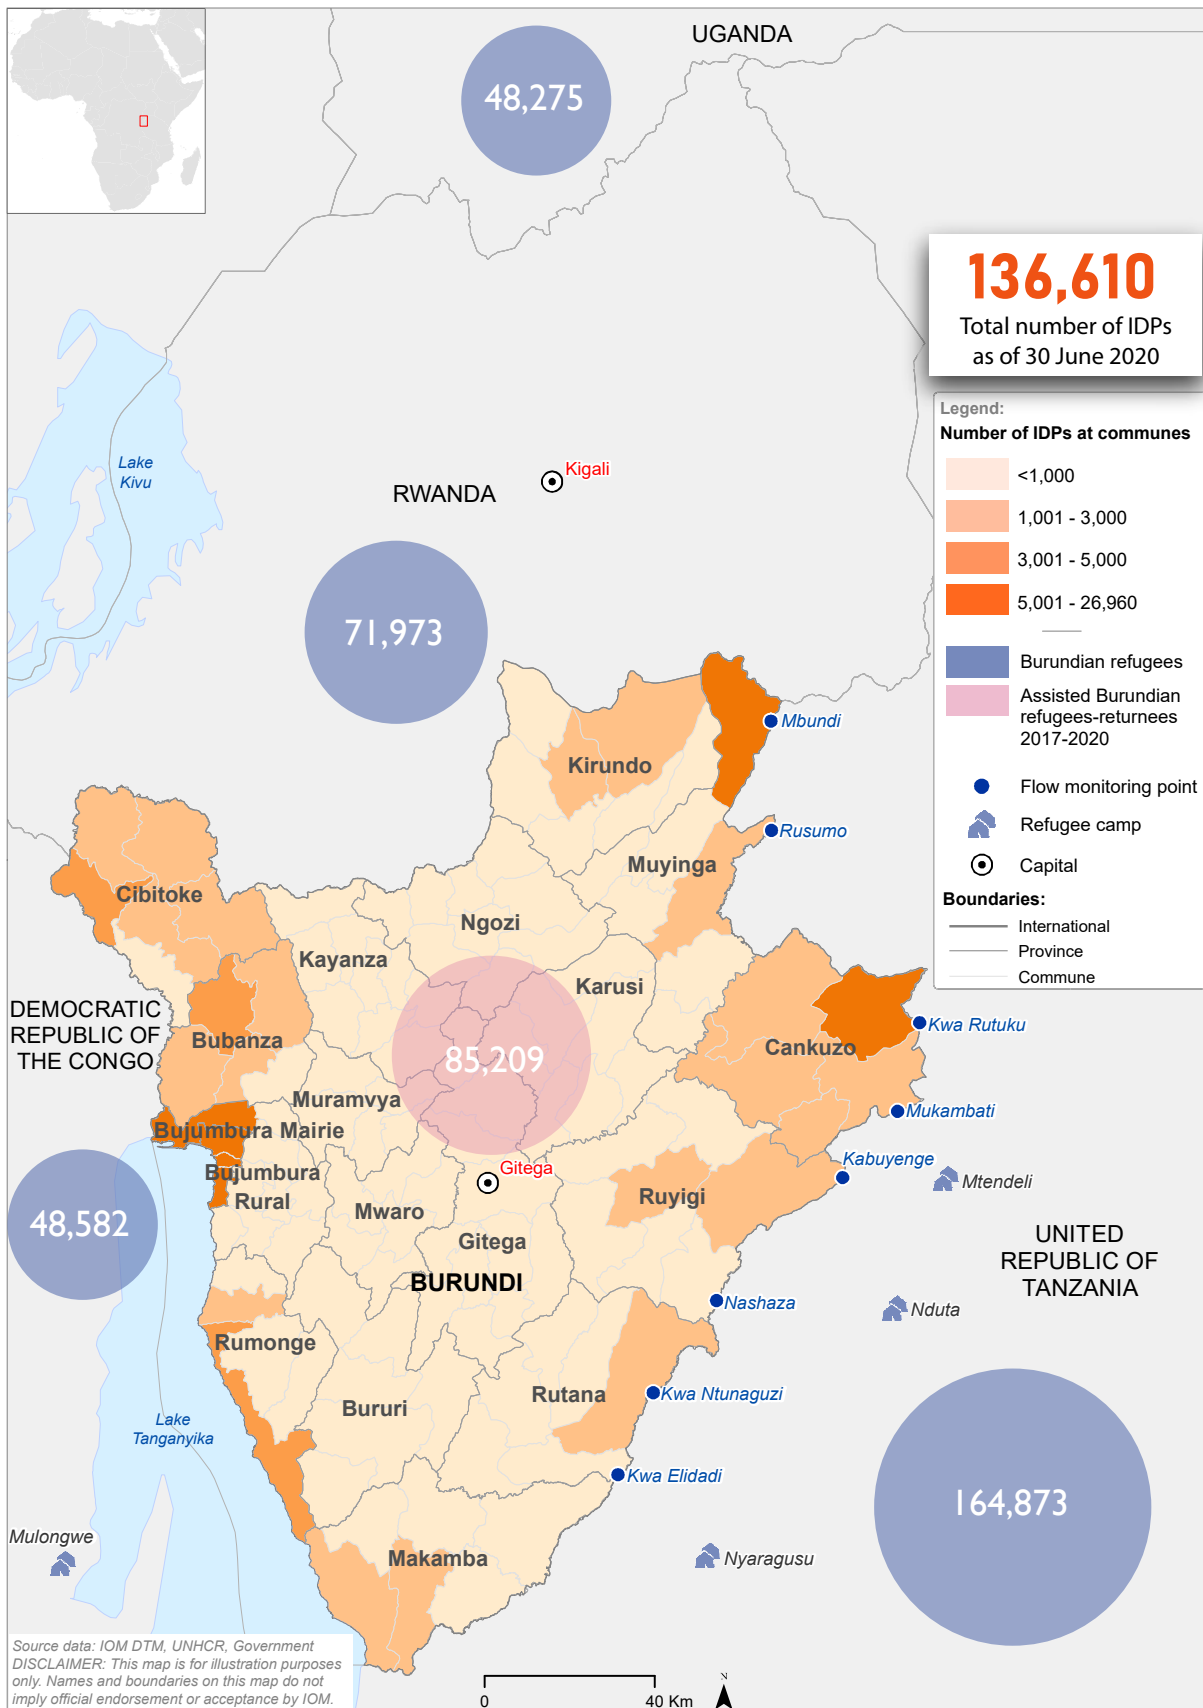 UGANDA
48,275
136,610
Total number of IDPs
as of 30 June 2020
Legend:
Number of IDPs at communes
<1,000
1,001 - 3,000
3,001 - 5,000
5,001 - 26,960
Burundian refugees
Assisted Burundian
refugees-returnees
2017-2020
Flow monitoring point
Refugee camp
Capital
Boundaries:
International
Province
Commune
Lake
Kivu
Kigali
RWANDA
71,973
Mbundi
Kirundo
Rusumo
Muyinga
Cibitoke
Ngozi
Kayanza
Karusi
DEMOCRATIC
REPUBLIC OF
THE CONGO
Bubanza
Kwa Rutuku
Cankuzo
85,209
Muramvya
Mukambati
Bujumbura Mairie
Kabuyenge
Gitega
Bujumbura
Rural
Mtendeli
Ruyigi
Mwaro
48,582
Gitega
UNITED
REPUBLIC OF
TANZANIA
BURUNDI
Nashaza
Nduta
Rumonge
Rutana
Kwa Ntunaguzi
Bururi
Lake
Tanganyika
Kwa Elidadi
164,873
Mulongwe
Makamba
Nyaragusu
Source data: IOM DTM, UNHCR, Government
DISCLAIMER: This map is for illustration purposes
only. Names and boundaries on this map do not
imply official endorsement or acceptance by IOM.
N
0 40 Km